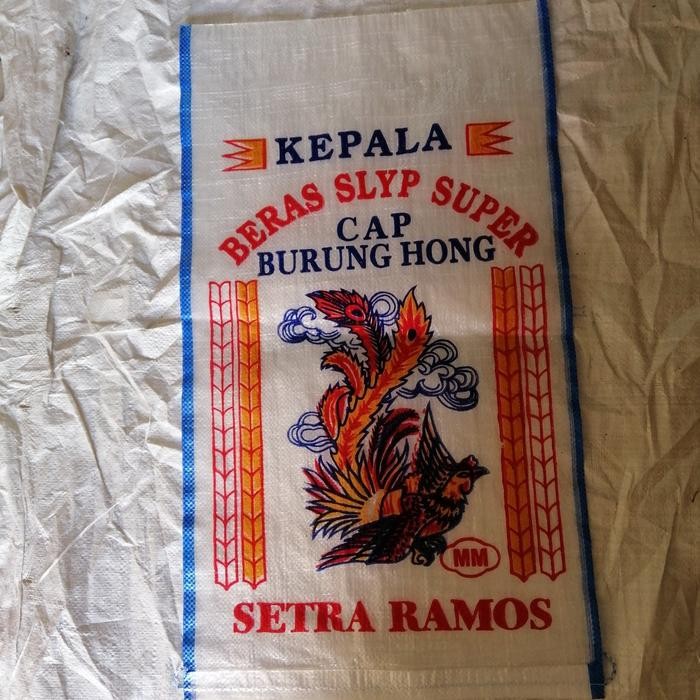 KEPALA
BERAS SLYP SUPER
CAP
BURUNG HONG
MM
SETRA RAMOS